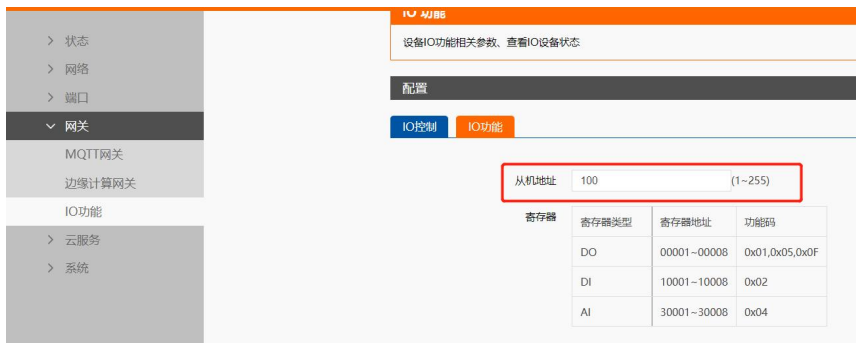 IO 功能
设备IO功能相关参数、查看IO设备状态
状态
网络
端口
网关
MQTT网关
边缘计算网关
IO功能
云服务
系统
配置
IO控制 IO功能
从机地址 100 (1~255)
寄存器 寄存器类型 寄存器地址 功能码
DO 00001~00008 0x01,0x05,0x0F
DI 10001~10008 0x02
AI 30001~30008 0x04